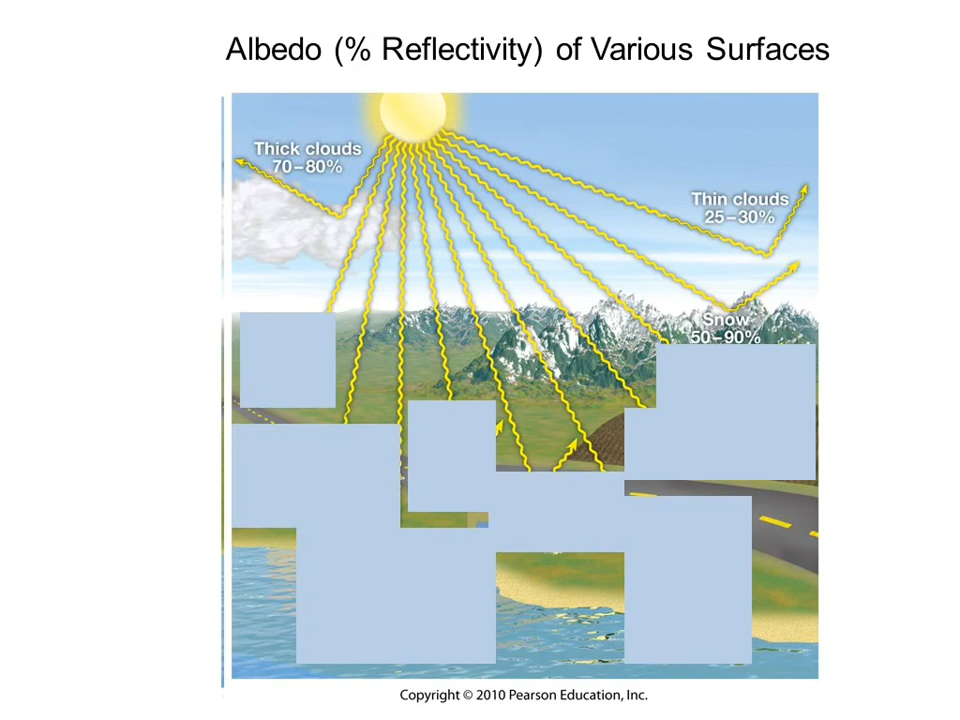 Albedo (% Reflectivity) of Various Surfaces
Thick clouds
70–80%
Thin clouds
25–30%
Snow
50–90%
Copyright © 2010 Pearson Education, Inc.